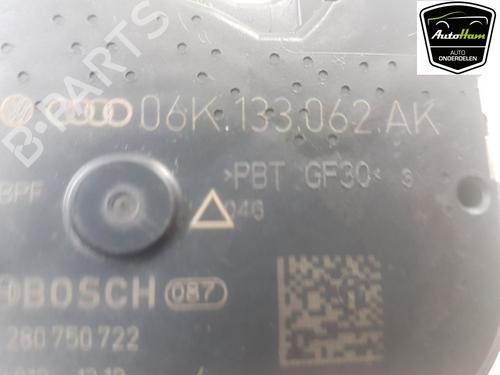 AutoHam
AUTO
ONDERDELEN
B-PARTS
06K.133.062.AK
>PBT GF30<
BPF
046
BOSCH 087
280 750 722